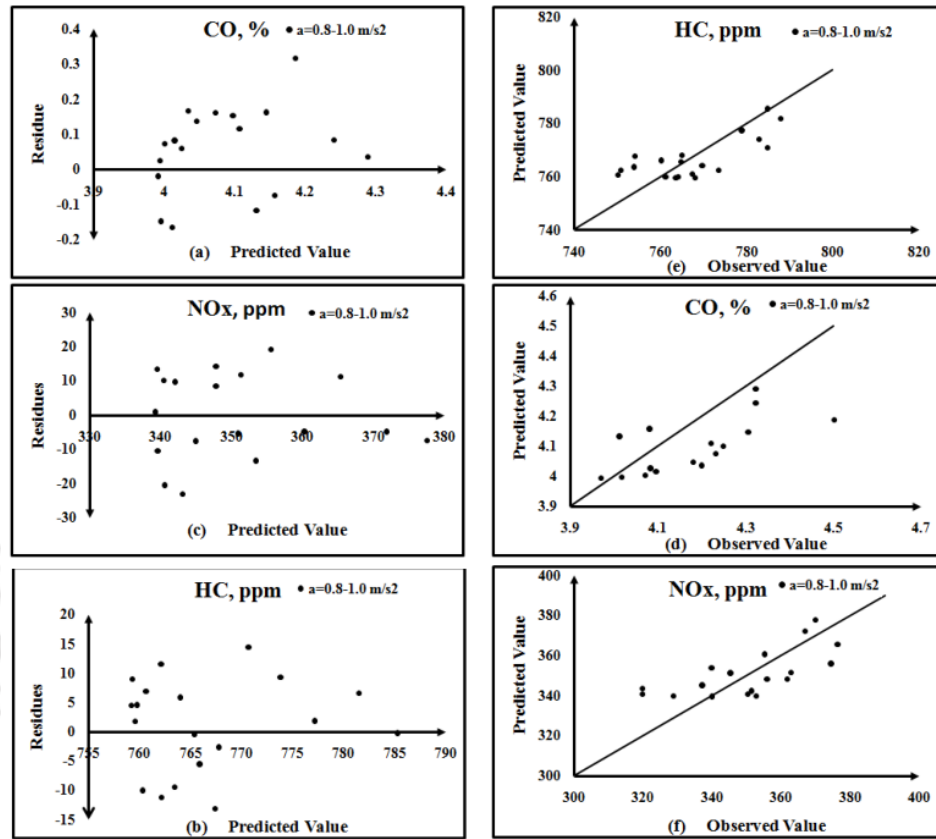 CO, %
a=0.8-1.0 m/s2
0.4
0.3
0.2
0.1
0
-0.1
-0.2
Residue
3.9 4 4.1 4.2 4.3 4.4
(a) Predicted Value
HC, ppm
a=0.8-1.0 m/s2
820
800
780
760
740
Predicted Value
740 760 780 800 820
(e) Observed Value
NOx, ppm
a=0.8-1.0 m/s2
30
20
10
0
-10
-20
-30
Residues
330 340 350 360 370 380
(c) Predicted Value
CO, %
a=0.8-1.0 m/s2
4.6
4.5
4.4
4.3
4.2
4.1
4
3.9
Predicted Value
3.9 4.1 4.3 4.5 4.7
(d) Observed Value
HC, ppm
a=0.8-1.0 m/s2
20
15
10
5
0
-5
-10
-15
Residues
755 760 765 770 775 780 785 790
(b) Predicted Value
NOx, ppm
a=0.8-1.0 m/s2
400
380
360
340
320
300
Predicted Value
300 320 340 360 380 400
(f) Observed Value